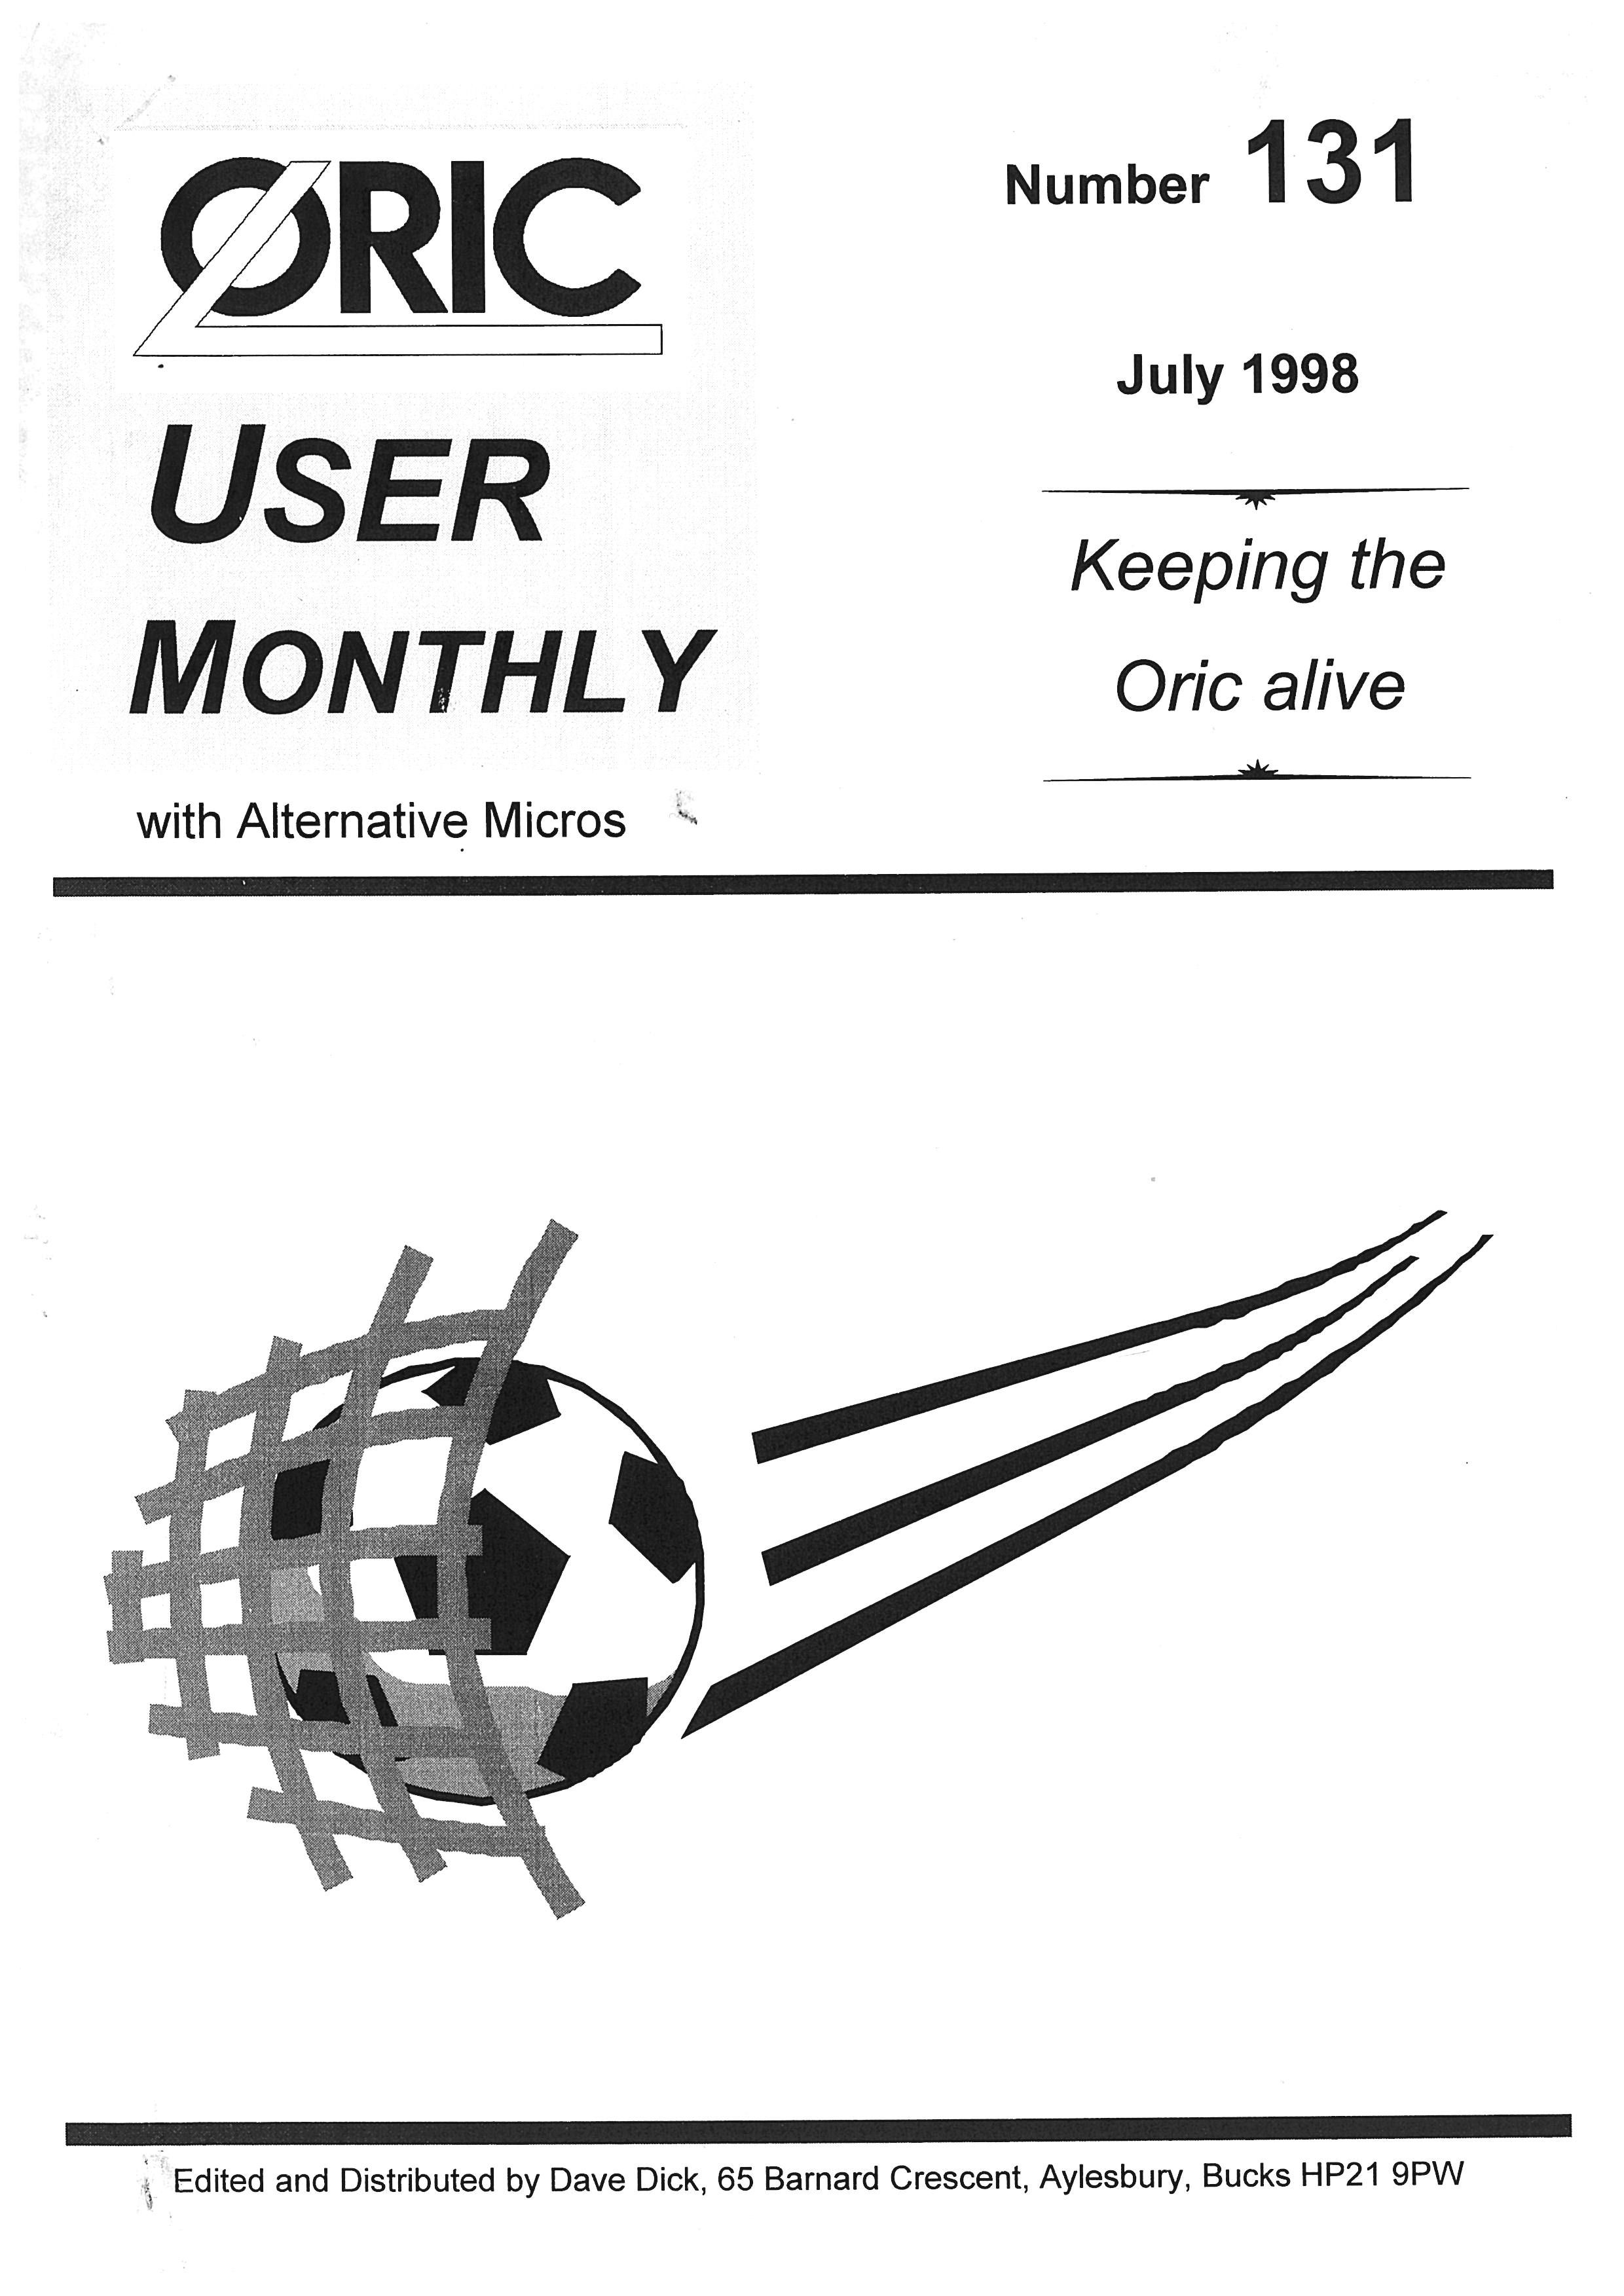 ORIC
USER
MONTHLY
with Alternative Micros
Number 131
July 1998
Keeping the
Oric alive
Edited and Distributed by Dave Dick, 65 Barnard Crescent, Aylesbury, Bucks HP21 9PW